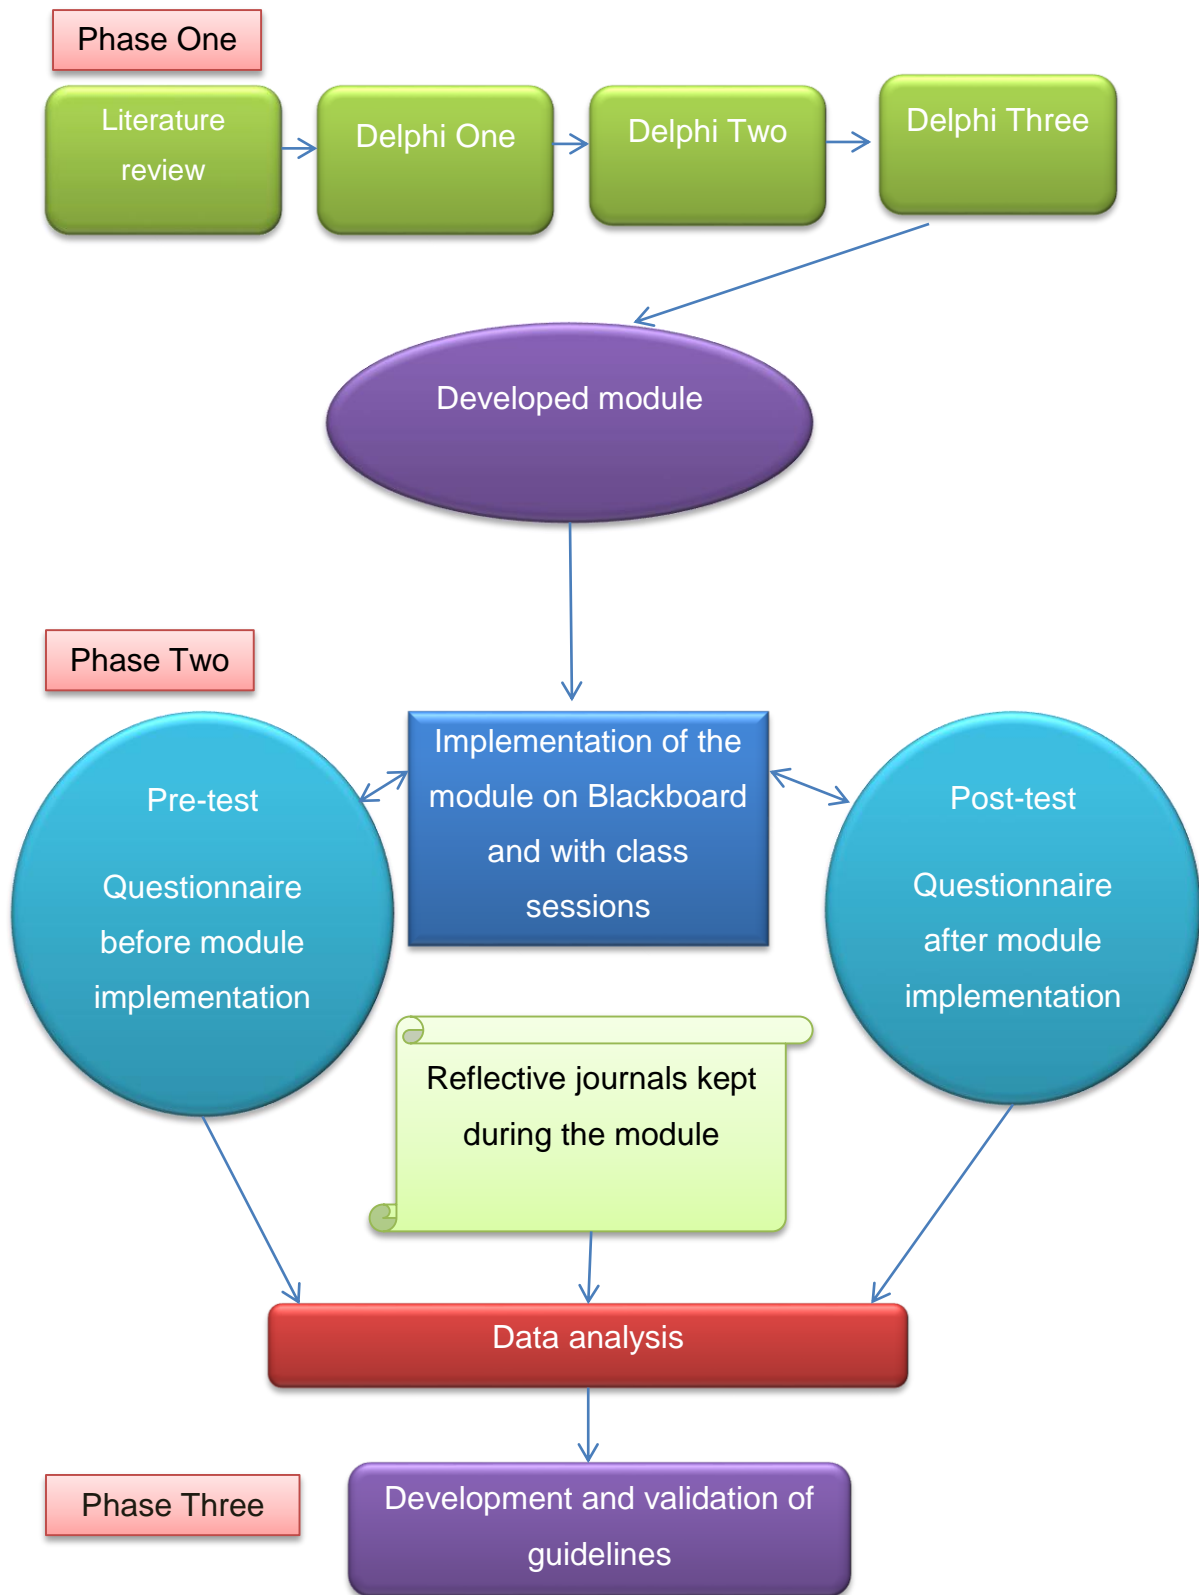 Phase One
Literature
review
Delphi One
Delphi Two
Delphi Three
Developed module
Phase Two
Pre-test
Questionnaire
before module
implementation
Implementation of the
module on Blackboard
and with class
sessions
Post-test
Questionnaire
after module
implementation
Reflective journals kept
during the module
Data analysis
Phase Three
Development and validation of
guidelines